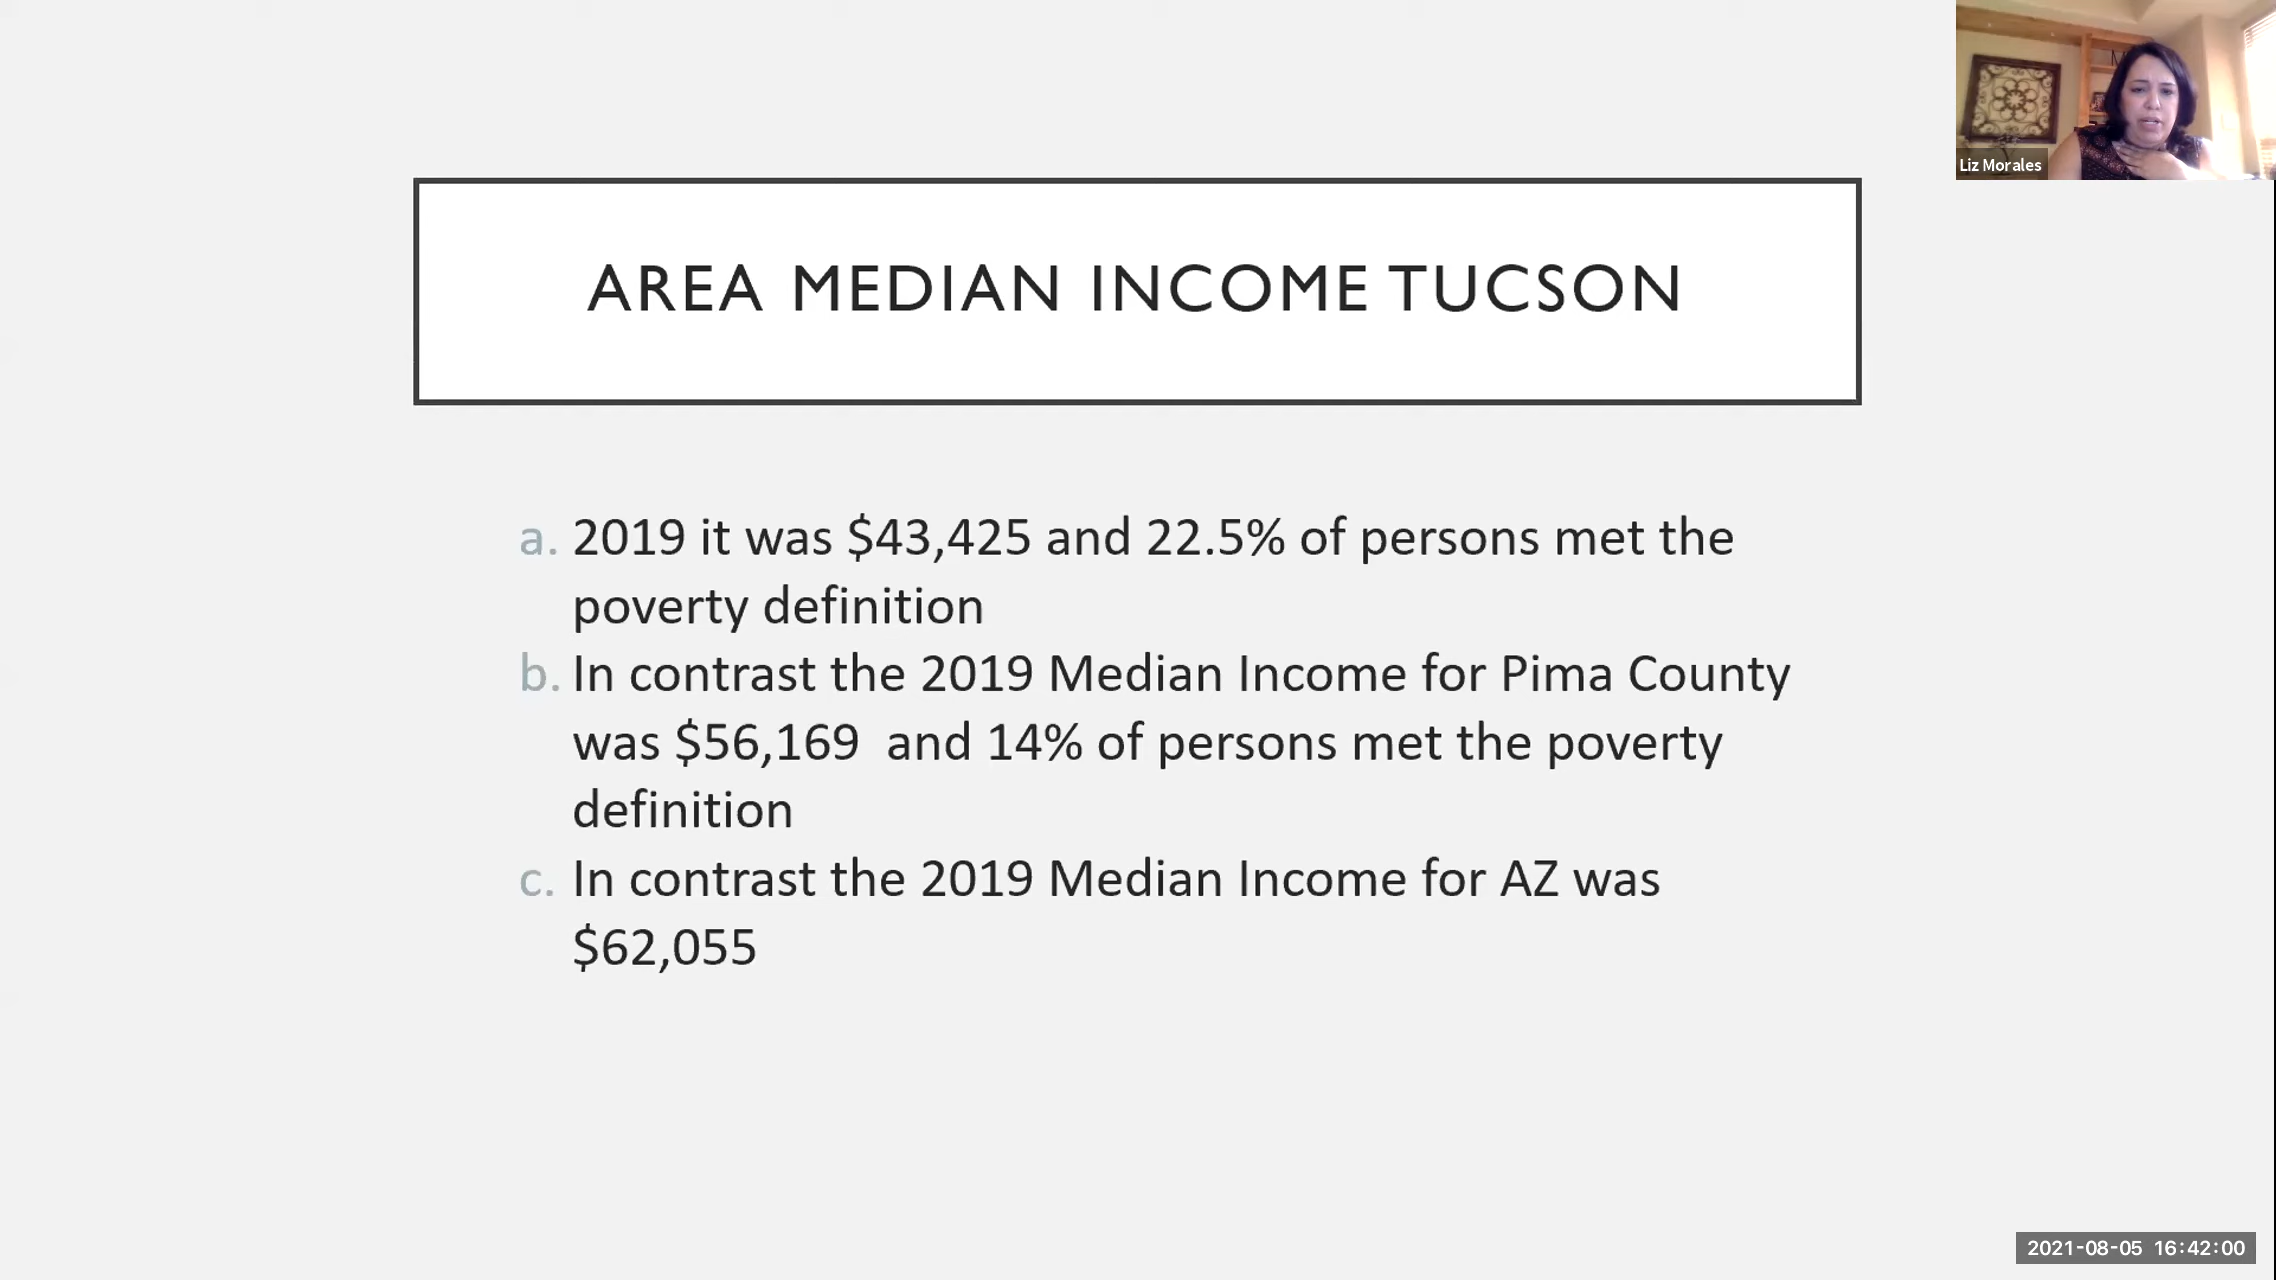 Liz Morales
AREA MEDIAN INCOME TUCSON
a. 2019 it was $43,425 and 22.5% of persons met the
poverty definition
b. In contrast the 2019 Median Income for Pima County
was $56,169  and 14% of persons met the poverty
definition
c. In contrast the 2019 Median Income for AZ was
$62,055
2021-08-05 16:42:00